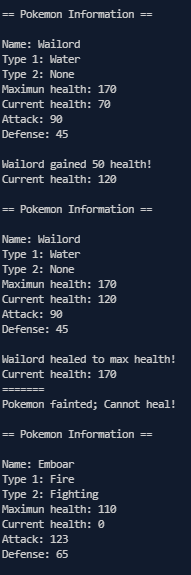 == Pokemon Information ==
Name: Wailord
Type 1: Water
Type 2: None
Maximun health: 170
Current health: 70
Attack: 90
Defense: 45
Wailord gained 50 health!
Current health: 120
== Pokemon Information ==
Name: Wailord
Type 1: Water
Type 2: None
Maximun health: 170
Current health: 120
Attack: 90
Defense: 45
Wailord healed to max health!
Current health: 170
=======
Pokemon fainted; Cannot heal!
== Pokemon Information ==
Name: Emboar
Type 1: Fire
Type 2: Fighting
Maximun health: 110
Current health: 0
Attack: 123
Defense: 65